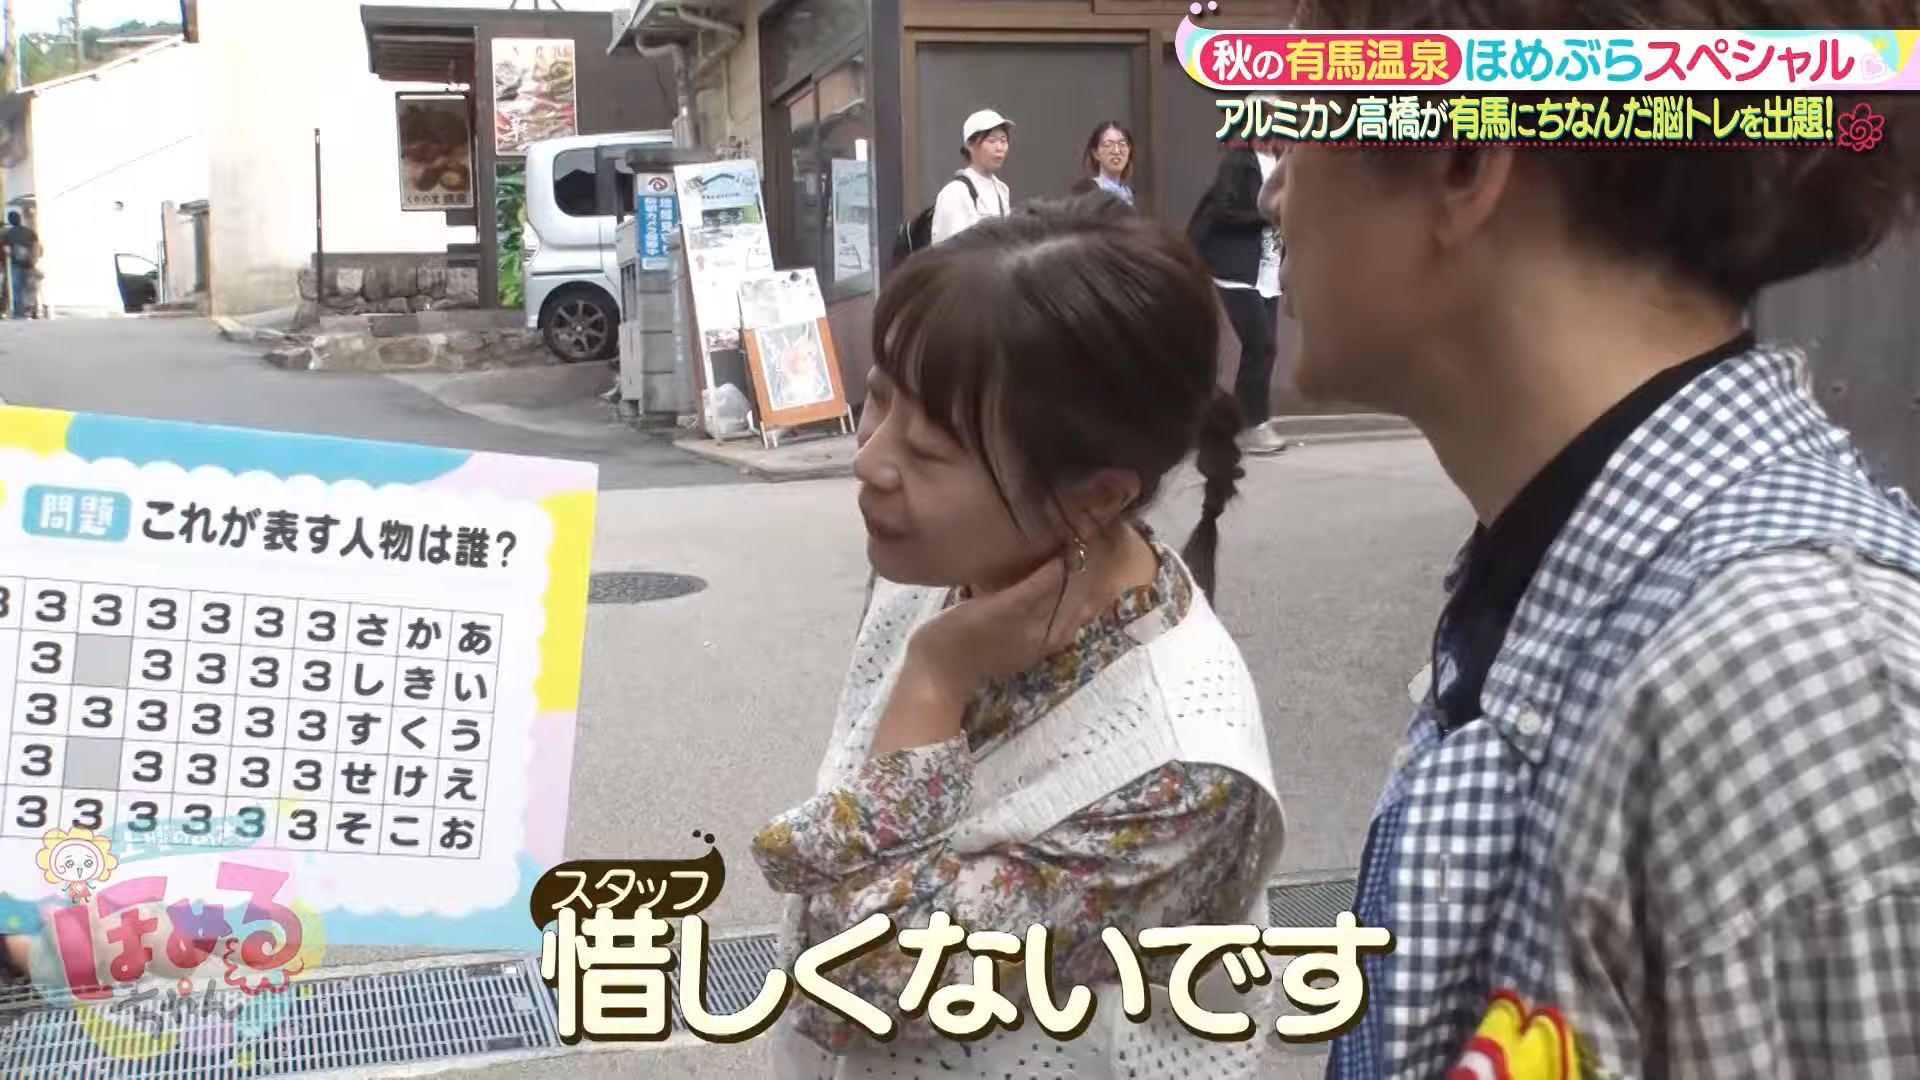 秋の有馬温泉 ほめぶらスペシャル
アルミカン高橋が有馬にちなんだ脳トレを出題!
問題 これが表す人物は誰?
3 3 3 3 3 3 3 さ か あ
3 3 3 3 3 し き い
3 3 3 3 3 3 す く う
3 3 3 3 3 せ け え
3 3 3 3 3 3 そ こ お
ほめる
ちゃん
スタッフ
惜しくないです